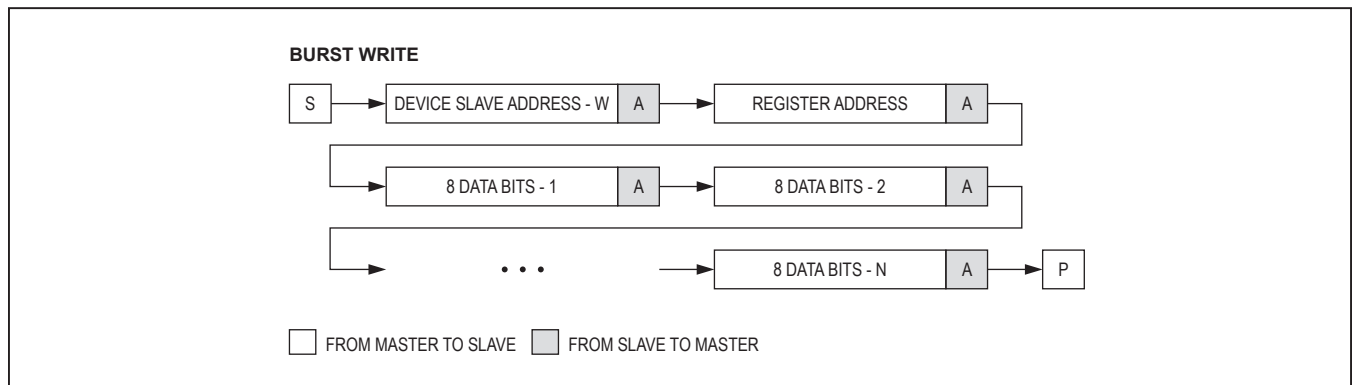 BURST WRITE
S DEVICE SLAVE ADDRESS - W A REGISTER ADDRESS A
8 DATA BITS - 1 A 8 DATA BITS - 2 A
• • • 8 DATA BITS - N A P
FROM MASTER TO SLAVE FROM SLAVE TO MASTER